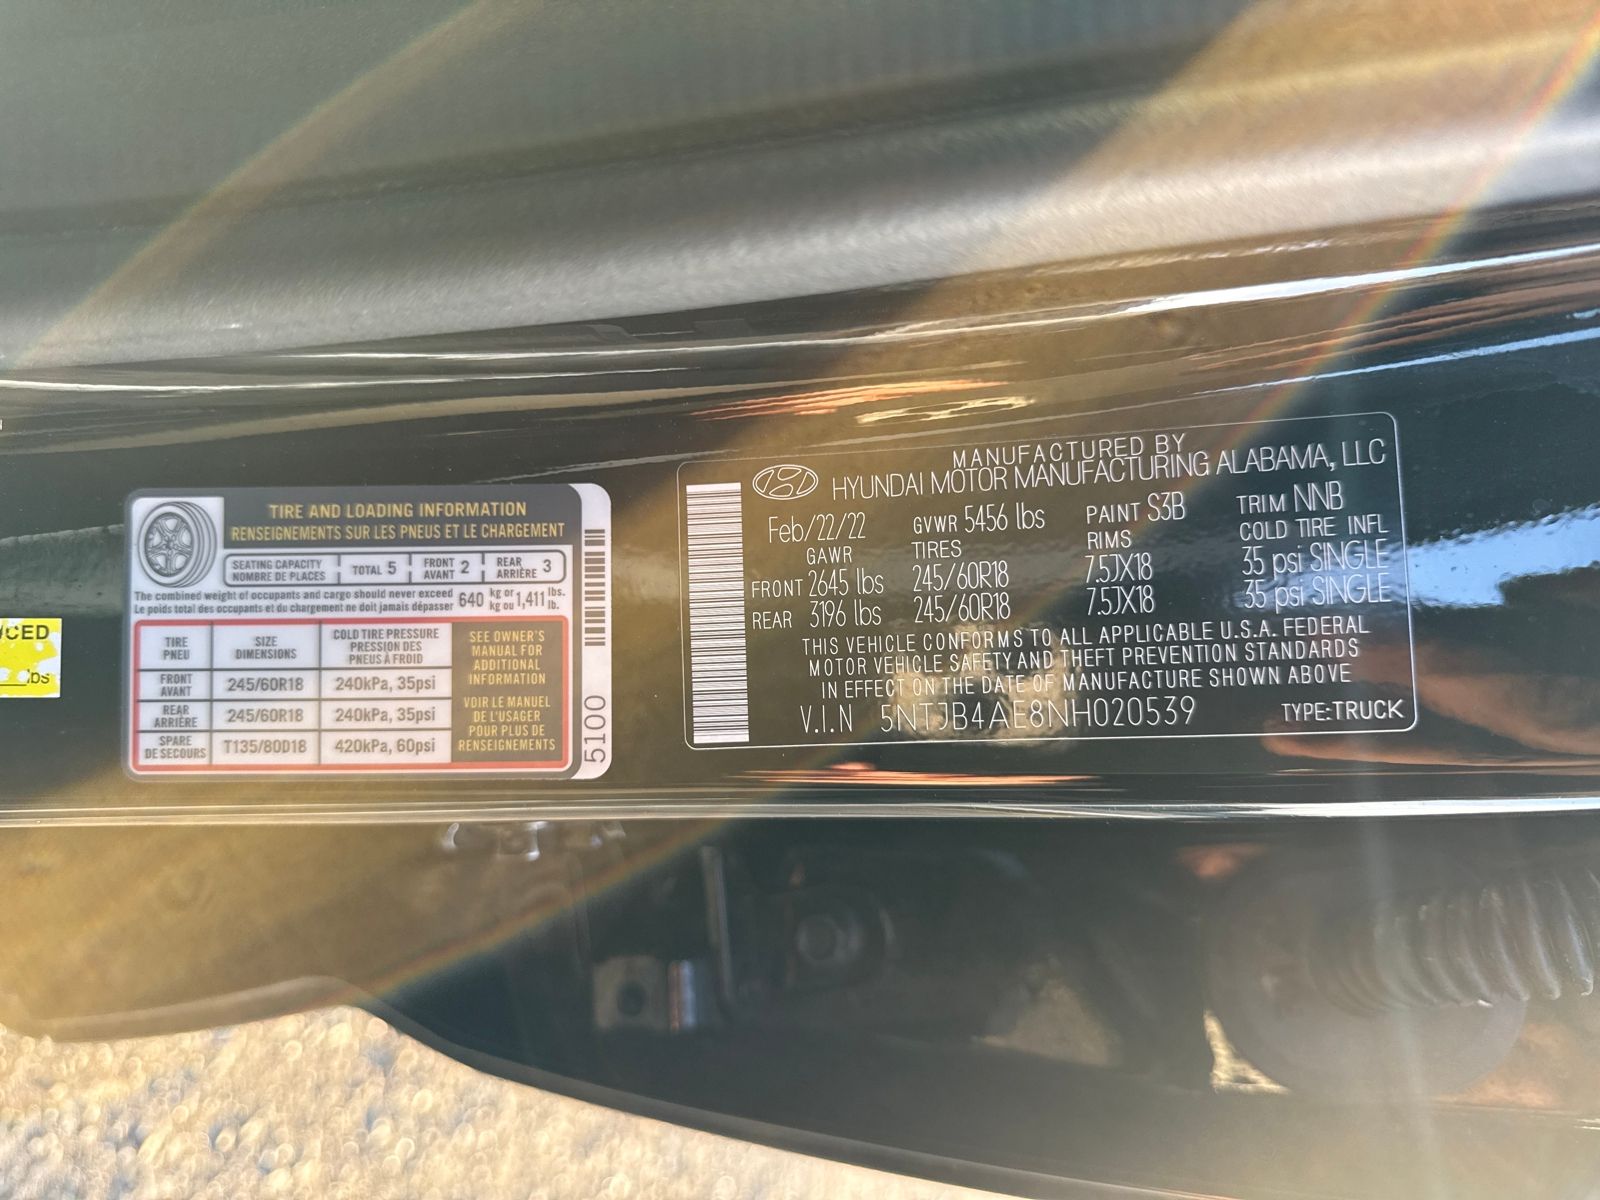 TIRE AND LOADING INFORMATION
RENSEIGNEMENTS SUR LES PNEUS ET LE CHARGEMENT
SEATING CAPACITY
NOMBRE DE PLACES
TOTAL 5
FRONT
AVANT 2
REAR
ARRIÈRE 3
The combined weight of occupants and cargo should never exceed 640 kg or 1,411 lbs.
Le poids total des occupants et du chargement ne doit jamais dépasser kg ou lb.
TIRE
PNEU
SIZE
DIMENSIONS
COLD TIRE PRESSURE
PRESSION DES
PNEUS À FROID
FRONT
AVANT
245/60R18
240kPa, 35psi
REAR
ARRIÈRE
245/60R18
240kPa, 35psi
SPARE
DE SECOURS
T135/80D18
420kPa, 60psi
SEE OWNER'S
MANUAL FOR
ADDITIONAL
INFORMATION
VOIR LE MANUEL
DE L'USAGER
POUR PLUS DE
RENSEIGNEMENTS
5100
UCED
lbs
MANUFACTURED BY
HYUNDAI MOTOR MANUFACTURING ALABAMA, LLC
Feb/22/22 GVWR 5456 lbs PAINT S3B TRIM NNB
GAWR TIRES RIMS COLD TIRE INFL
FRONT 2645 lbs 245/60R18 7.5JX18 35 psi SINGLE
REAR 3196 lbs 245/60R18 7.5JX18 35 psi SINGLE
THIS VEHICLE CONFORMS TO ALL APPLICABLE U.S.A. FEDERAL
MOTOR VEHICLE SAFETY AND THEFT PREVENTION STANDARDS
IN EFFECT ON THE DATE OF MANUFACTURE SHOWN ABOVE
V.I.N 5NTJB4AE8NH020539 TYPE:TRUCK